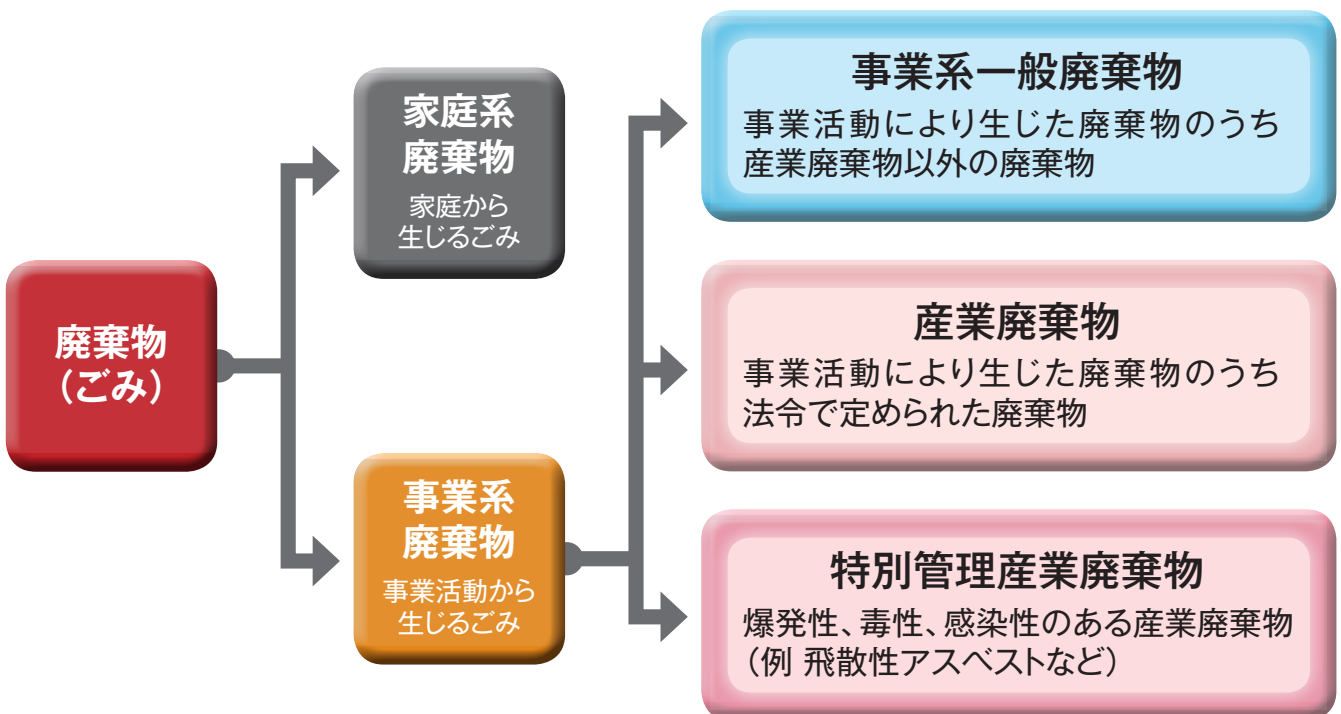 廃棄物
(ごみ)
家庭系
廃棄物
家庭から
生じるごみ
事業系
廃棄物
事業活動から
生じるごみ
事業系一般廃棄物
事業活動により生じた廃棄物のうち
産業廃棄物以外の廃棄物
産業廃棄物
事業活動により生じた廃棄物のうち
法令で定められた廃棄物
特別管理産業廃棄物
爆発性、毒性、感染性のある産業廃棄物
(例 飛散性アスベストなど)